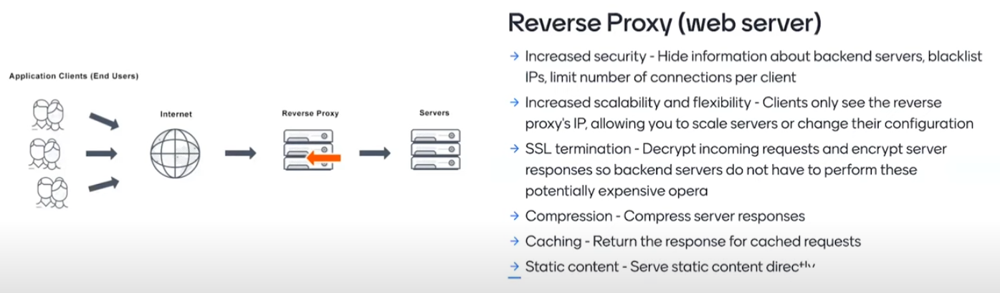 Reverse Proxy (web server)
→ Increased security - Hide information about backend servers, blacklist
IPs, limit number of connections per client
Application Clients (End Users)
→ Increased scalability and flexibility - Clients only see the reverse
proxy's IP, allowing you to scale servers or change their configuration
Internet
Reverse Proxy
Servers
→ SSL termination - Decrypt incoming requests and encrypt server
responses so backend servers do not have to perform these
potentially expensive opera
→ Compression - Compress server responses
→ Caching - Return the response for cached requests
→ Static content - Serve static content directly